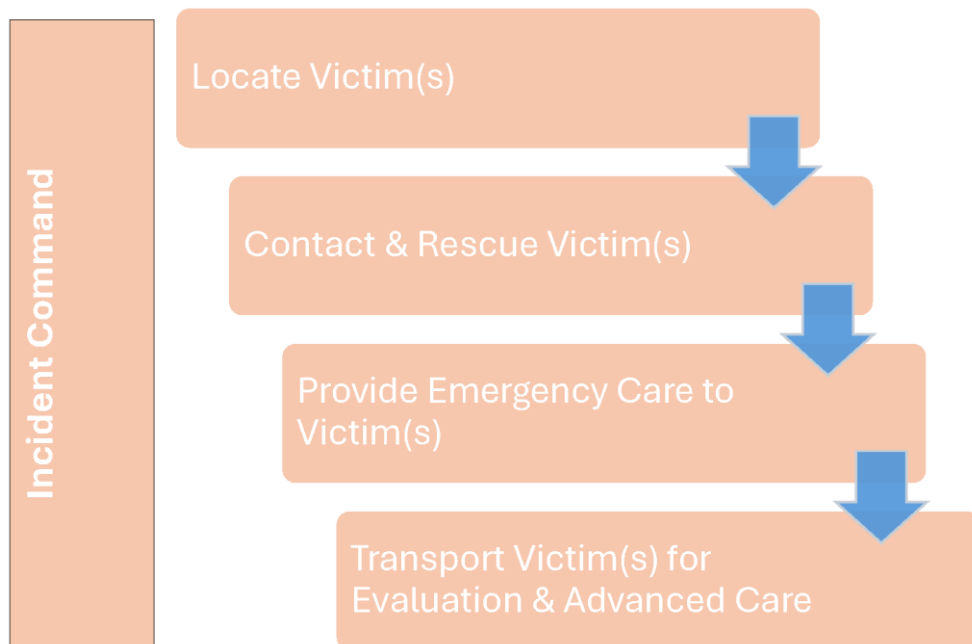 Incident Command
Locate Victim(s)
Contact & Rescue Victim(s)
Provide Emergency Care to
Victim(s)
Transport Victim(s) for
Evaluation & Advanced Care